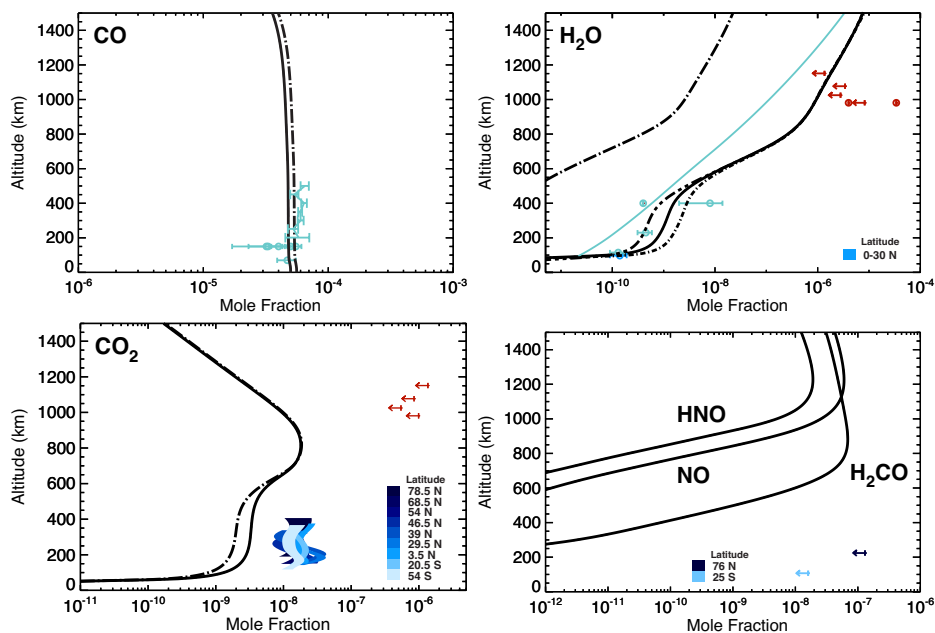 CO
Altitude (km)
1400
1200
1000
800
600
400
200
0
10-6
10-5
10-4
10-3
Mole Fraction
H2O
Altitude (km)
1400
1200
1000
800
600
400
200
0
10-10
10-8
10-6
10-4
Mole Fraction
Latitude
0-30 N
CO2
Altitude (km)
1400
1200
1000
800
600
400
200
0
10-11
10-10
10-9
10-8
10-7
10-6
Mole Fraction
Latitude
78.5 N
68.5 N
54 N
46.5 N
39 N
29.5 N
3.5 N
20.5 S
54 S
Altitude (km)
1400
1200
1000
800
600
400
200
0
10-12
10-11
10-10
10-9
10-8
10-7
10-6
Mole Fraction
HNO
NO
H2CO
Latitude
76 N
25 S